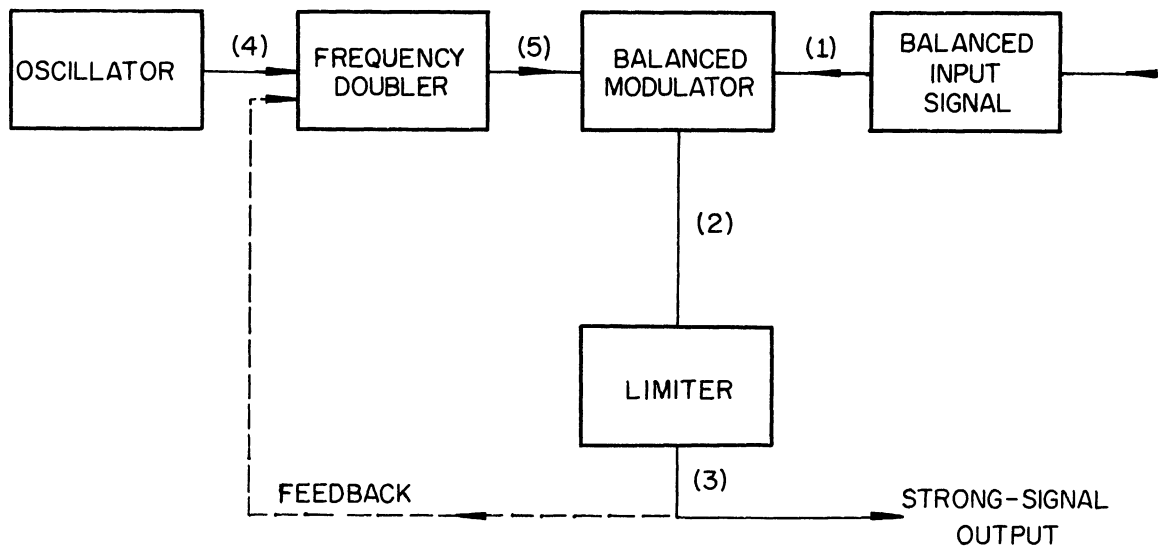 OSCILLATOR
(4)
FREQUENCY
DOUBLER
(5)
BALANCED
MODULATOR
(1)
BALANCED
INPUT
SIGNAL
(2)
LIMITER
(3)
FEEDBACK
STRONG-SIGNAL
OUTPUT